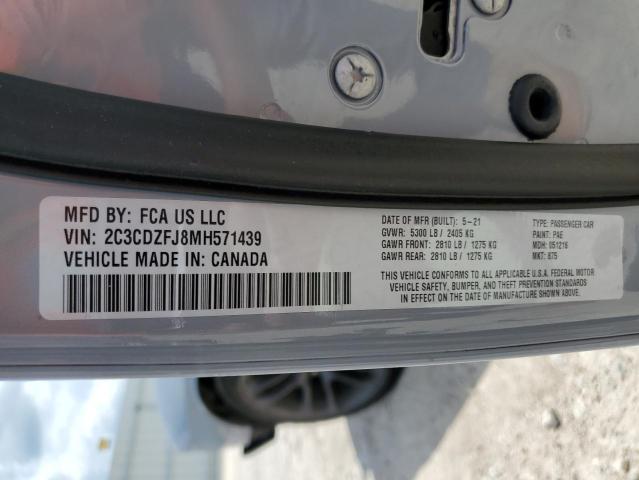 MFD BY: FCA US LLC
VIN: 2C3CDZFJ8MH571439
VEHICLE MADE IN: CANADA
DATE OF MFR (BUILT): 5-21
GVWR: 5300 LB / 2405 KG
GAWR FRONT: 2810 LB / 1275 KG
GAWR REAR: 2810 LB / 1275 KG
TYPE: PASSENGER CAR
PAINT: PAE
MDH: 051216
MKT: 875
THIS VEHICLE CONFORMS TO ALL APPLICABLE U.S.A. FEDERAL MOTOR
VEHICLE SAFETY, BUMPER, AND THEFT PREVENTION STANDARDS
IN EFFECT ON THE DATE OF MANUFACTURE SHOWN ABOVE.